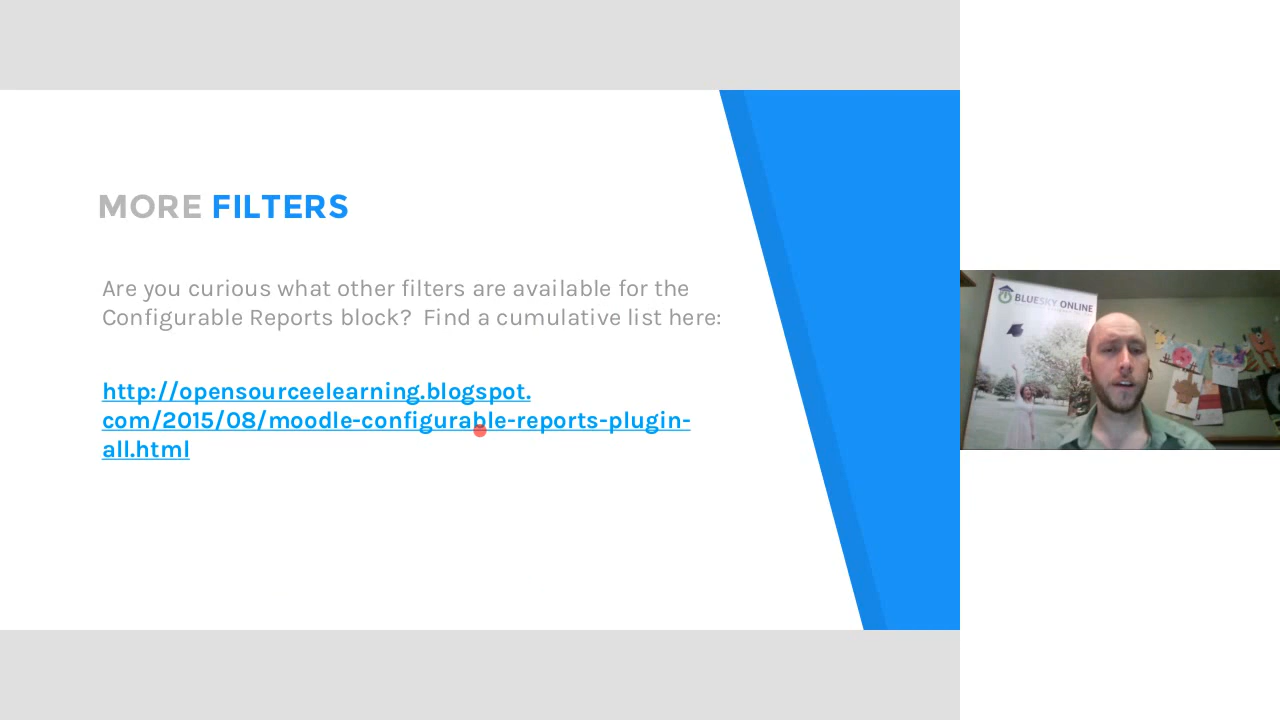 MORE FILTERS
Are you curious what other filters are available for the
Configurable Reports block? Find a cumulative list here:
http://opensourceelearning.blogspot.
com/2015/08/moodle-configurable-reports-plugin-
all.html
BLUESKY ONLINE